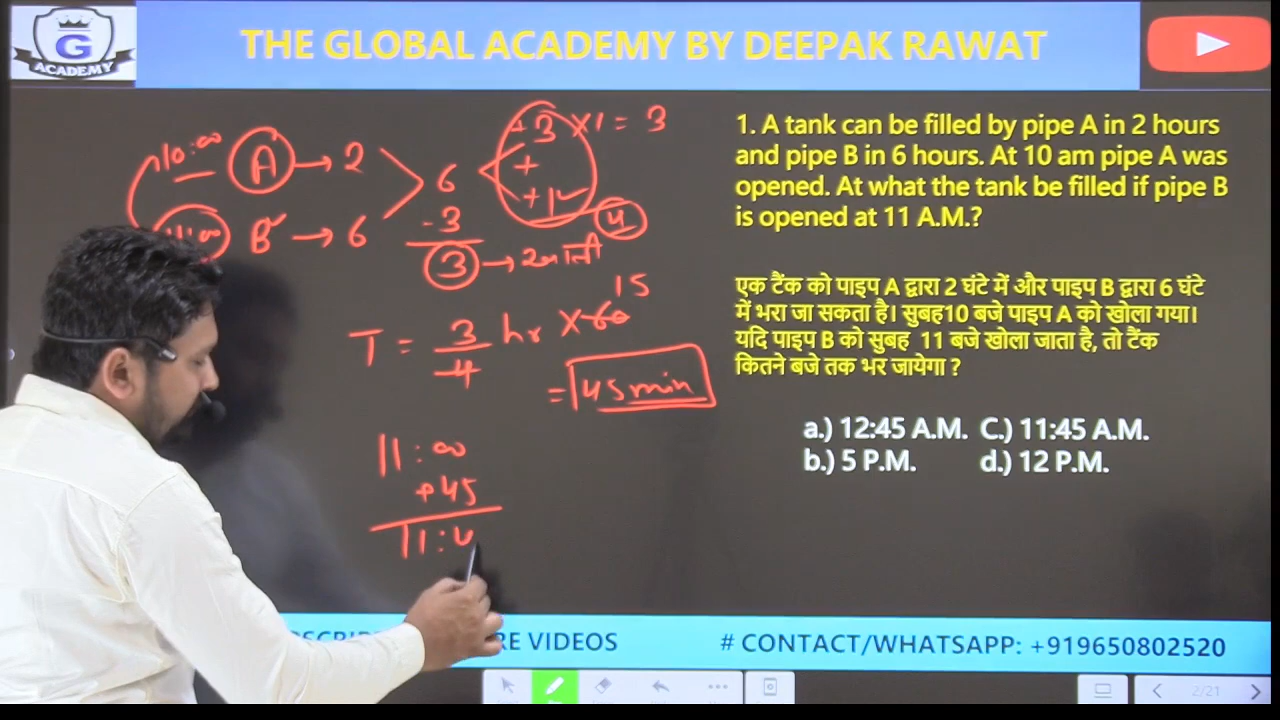 G
ACADEMY
THE GLOBAL ACADEMY BY DEEPAK RAWAT
10:00 A → 2
B → 6
6
+3 × 1 = 3
+
+1
4
-3
3 →
T = 3/4 hr × 60 15
= 45 min
11:00
+45
11:4
1. A tank can be filled by pipe A in 2 hours
and pipe B in 6 hours. At 10 am pipe A was
opened. At what the tank be filled if pipe B
is opened at 11 A.M.?
एक टैंक को पाइप A द्वारा 2 घंटे में और पाइप B द्वारा 6 घंटे
में भरा जा सकता है। सुबह10 बजे पाइप A को खोला गया।
यदि पाइप B को सुबह 11 बजे खोला जाता है, तो टैंक
कितने बजे तक भर जायेगा ?
a.) 12:45 A.M. C.) 11:45 A.M.
b.) 5 P.M. d.) 12 P.M.
VIDEOS
# CONTACT/WHATSAPP: +919650802520
2/21